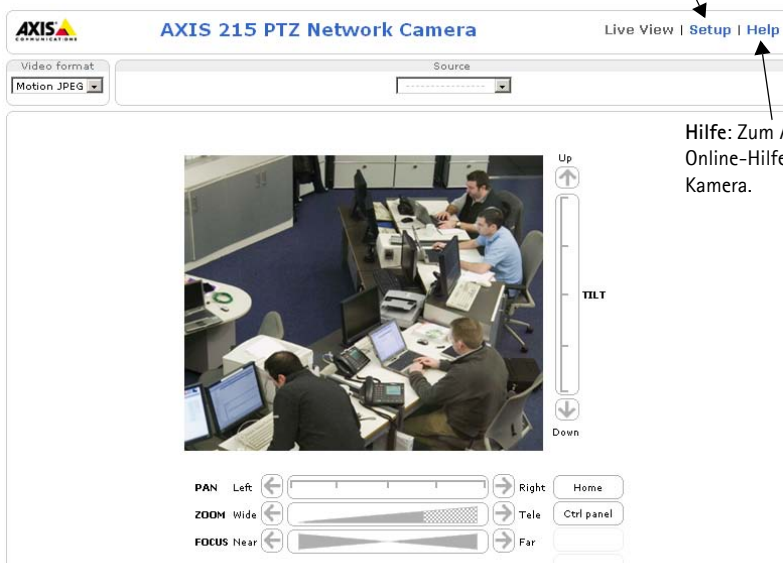 AXIS
COMMUNICATIONS
AXIS 215 PTZ Network Camera
Live View | Setup | Help
Video format
Source
Motion JPEG
Hilfe: Zum
Online-Hilfe
Kamera.
Up
TILT
Down
PAN Left Right Home
ZOOM Wide Tele Ctrl panel
FOCUS Near Far